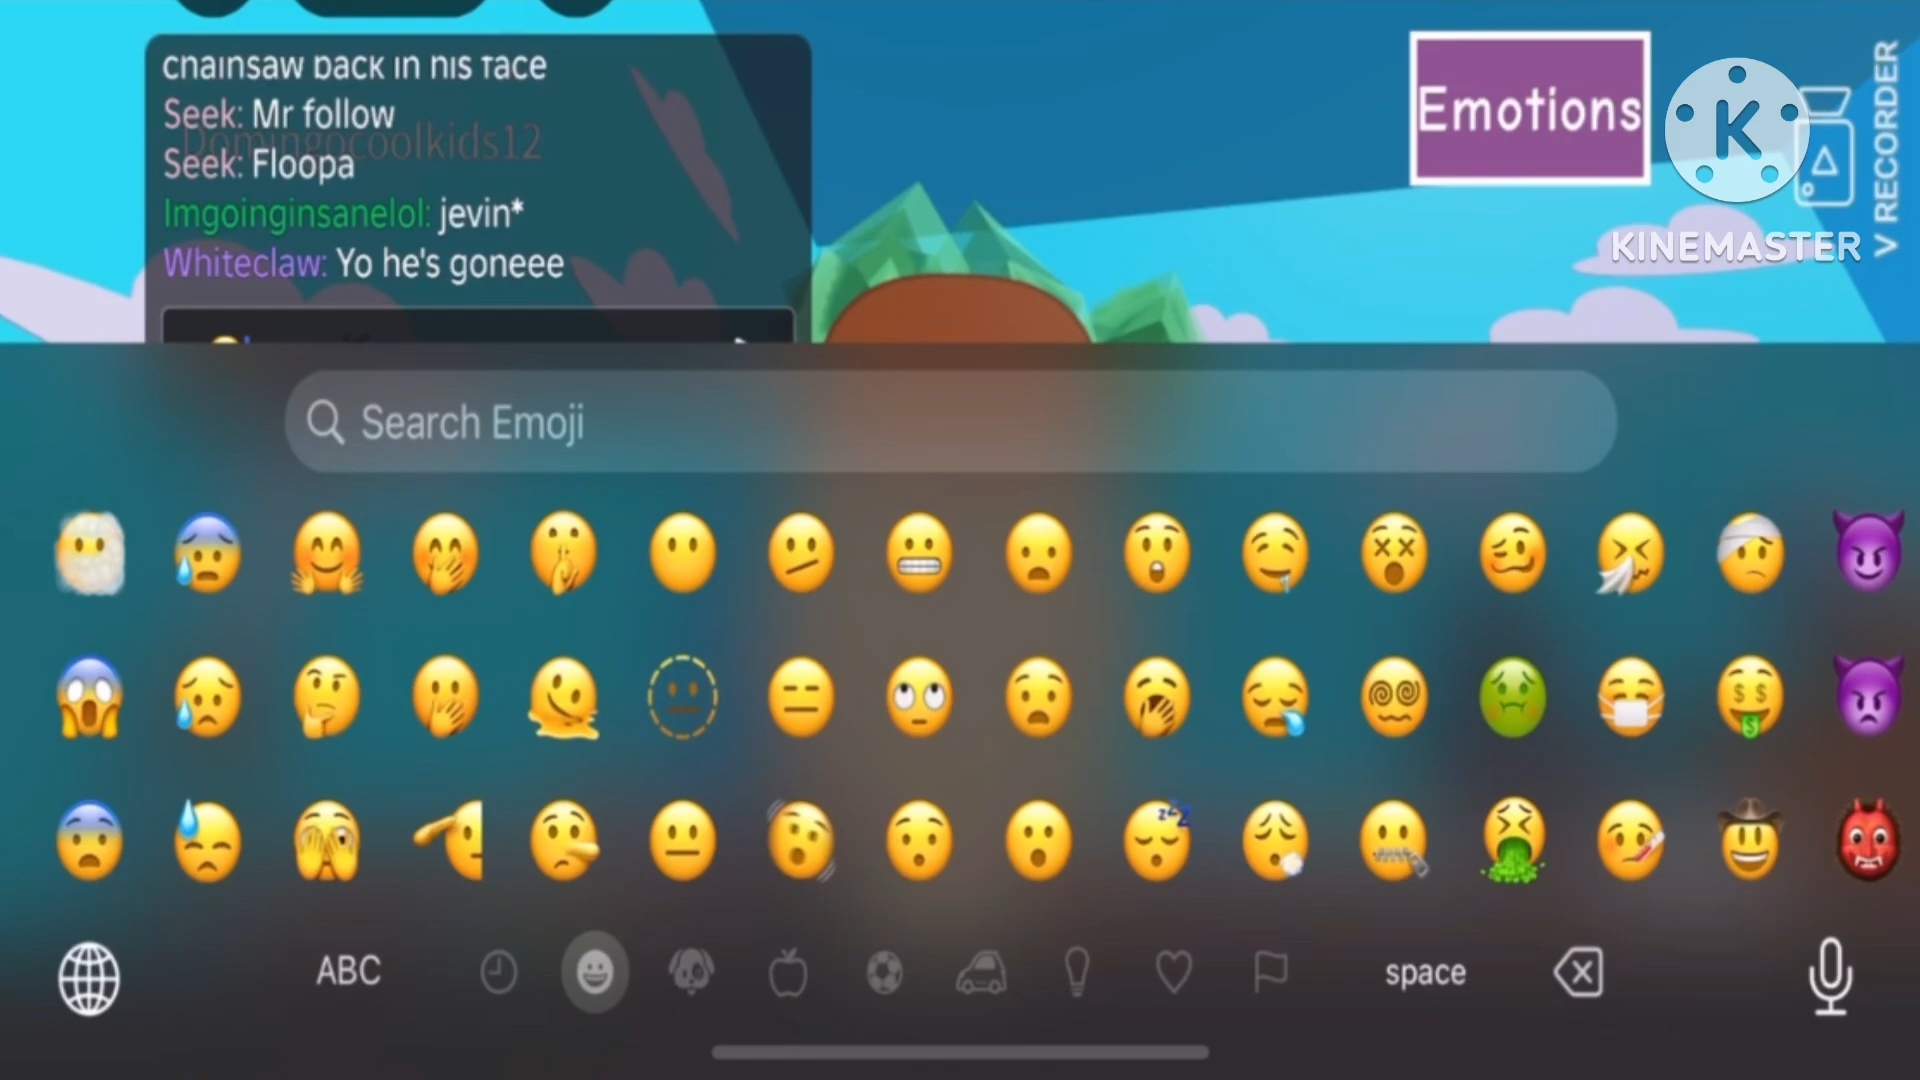 chainsaw back in his face
Seek: Mr follow
Domingocoolkids12
Seek: Floopa
Imgoinginsanelol: jevin*
Whiteclaw: Yo he's goneee
Emotions
K
KINEMASTER
V RECORDER
Search Emoji
ABC
space